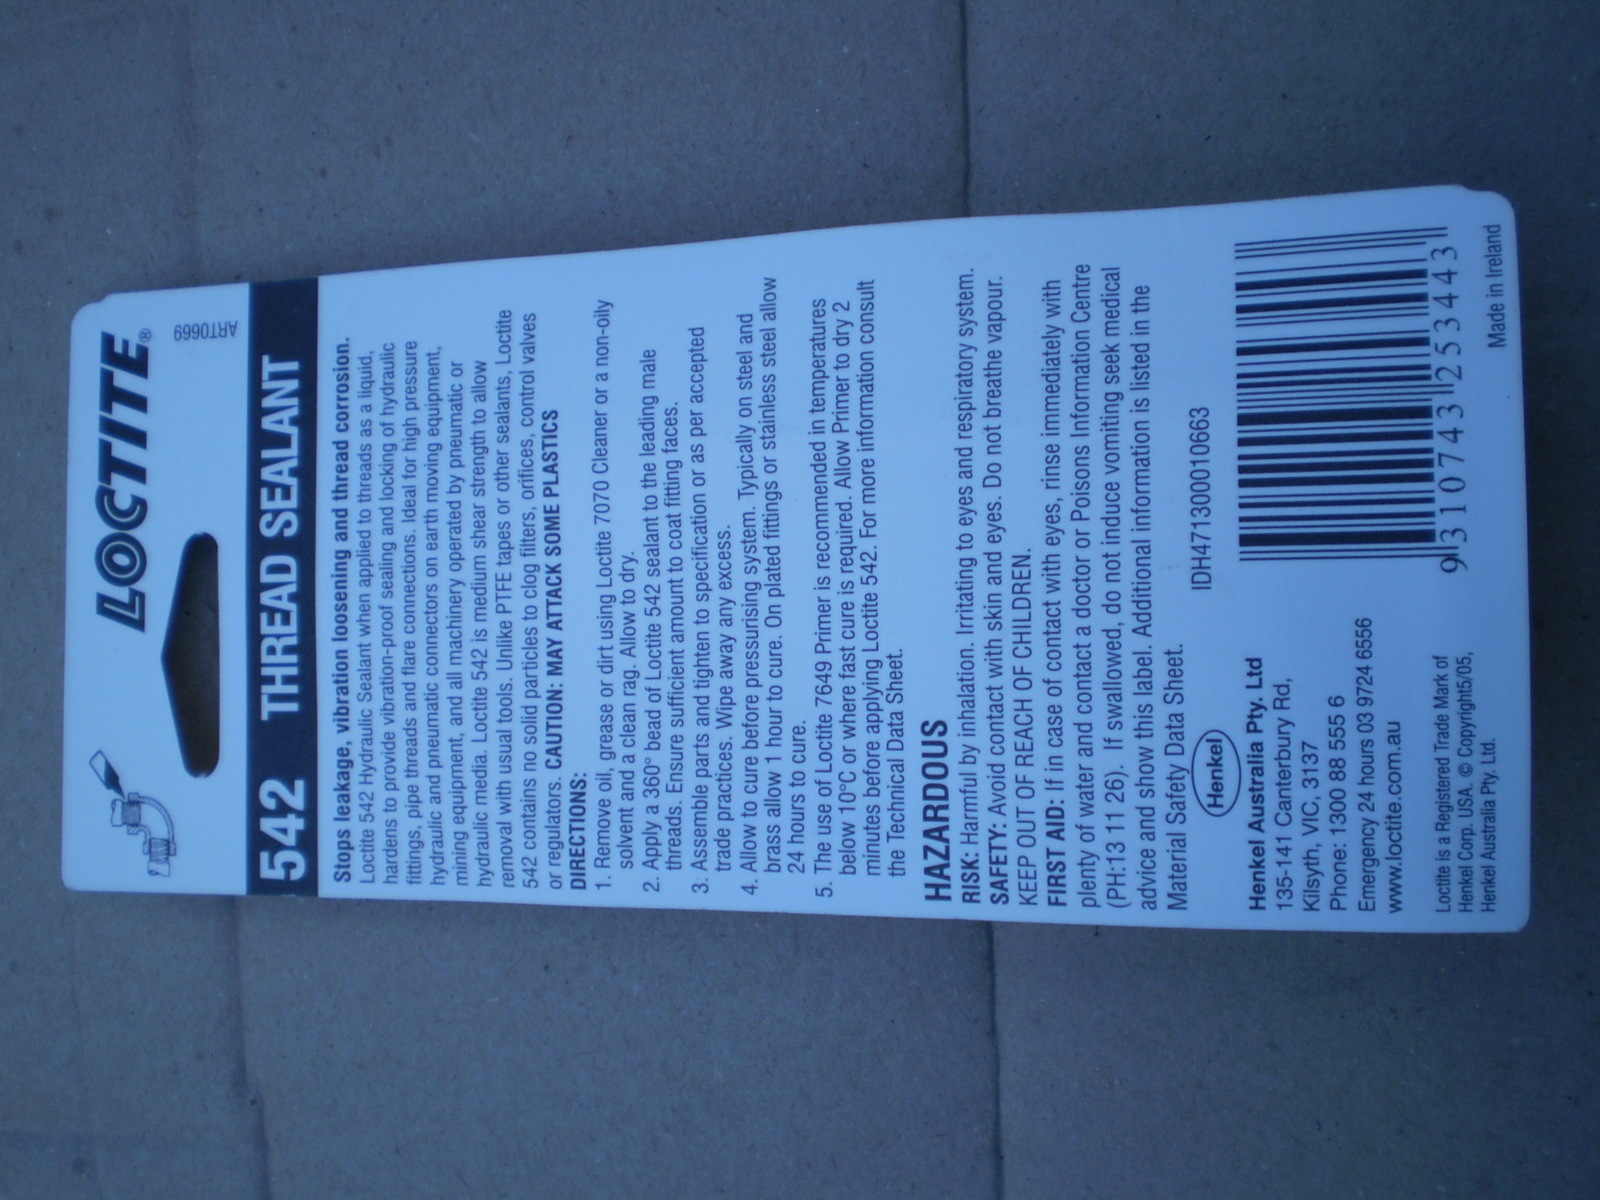 LOCTITE®
ART0669
542 THREAD SEALANT
Stops leakage, vibration loosening and thread corrosion.
Loctite 542 Hydraulic Sealant when applied to threads as a liquid,
hardens to provide vibration-proof sealing and locking of hydraulic
fittings, pipe threads and flare connections. Ideal for high pressure
hydraulic and pneumatic connectors on earth moving equipment,
mining equipment, and all machinery operated by pneumatic or
hydraulic media. Loctite 542 is medium shear strength to allow
removal with usual tools. Unlike PTFE tapes or other sealants, Loctite
542 contains no solid particles to clog filters, orifices, control valves
or regulators. CAUTION: MAY ATTACK SOME PLASTICS
DIRECTIONS:
1. Remove oil, grease or dirt using Loctite 7070 Cleaner or a non-oily
solvent and a clean rag. Allow to dry.
2. Apply a 360° bead of Loctite 542 sealant to the leading male
threads. Ensure sufficient amount to coat fitting faces.
3. Assemble parts and tighten to specification or as per accepted
trade practices. Wipe away any excess.
4. Allow to cure before pressurising system. Typically on steel and
brass allow 1 hour to cure. On plated fittings or stainless steel allow
24 hours to cure.
5. The use of Loctite 7649 Primer is recommended in temperatures
below 10°C or where fast cure is required. Allow Primer to dry 2
minutes before applying Loctite 542. For more information consult
the Technical Data Sheet.
HAZARDOUS
RISK: Harmful by inhalation. Irritating to eyes and respiratory system.
SAFETY: Avoid contact with skin and eyes. Do not breathe vapour.
KEEP OUT OF REACH OF CHILDREN.
FIRST AID: If in case of contact with eyes, rinse immediately with
plenty of water and contact a doctor or Poisons Information Centre
(PH:13 11 26). If swallowed, do not induce vomiting seek medical
advice and show this label. Additional information is listed in the
Material Safety Data Sheet.
IDH471300010663
Henkel
Henkel Australia Pty. Ltd
135-141 Canterbury Rd,
Kilsyth, VIC, 3137
Phone: 1300 88 555 6
Emergency 24 hours 03 9724 6556
www.loctite.com.au
9 310743 253443
Loctite is a Registered Trade Mark of
Henkel Corp. USA. © Copyright5/05,
Henkel Australia Pty. Ltd.
Made in Ireland